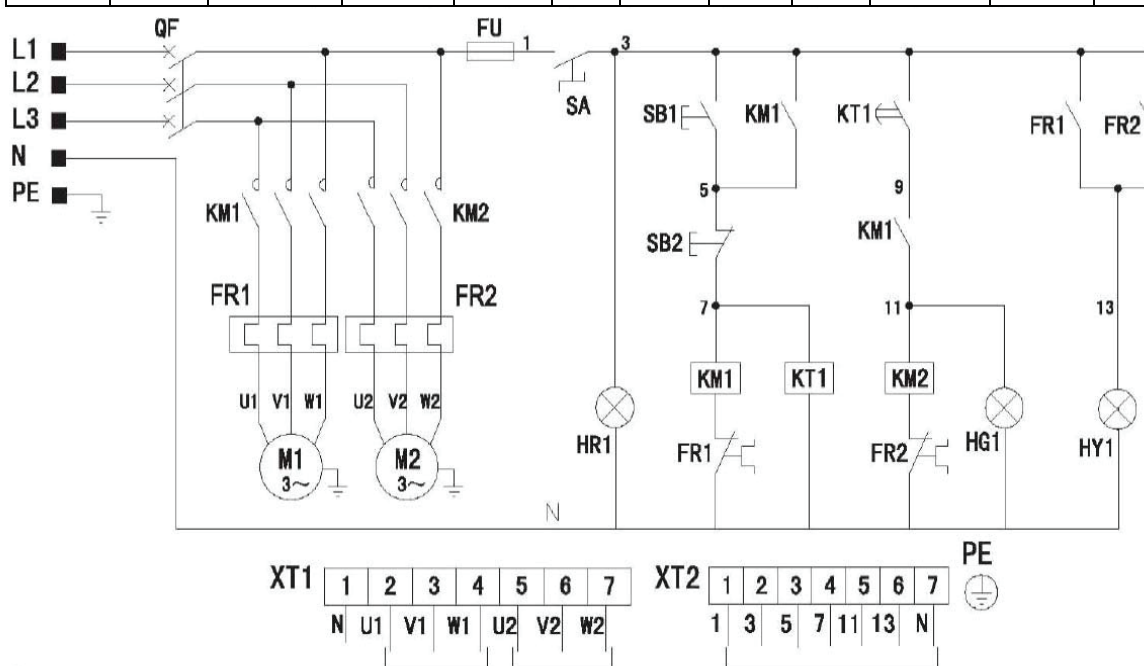 QF
FU
1
3
L1
L2
L3
N
PE
SA
SB1
KM1
KT1
FR1
FR2
5
9
KM1
KM2
SB2
KM1
FR1
FR2
7
11
13
KM1
KT1
KM2
U1 V1 W1 U2 V2 W2
HR1
FR1
FR2
HG1
HY1
M1
3～
M2
3～
N
PE
XT1 1 2 3 4 5 6 7
N U1 V1 W1 U2 V2 W2
XT2 1 2 3 4 5 6 7
1 3 5 7 11 13 N